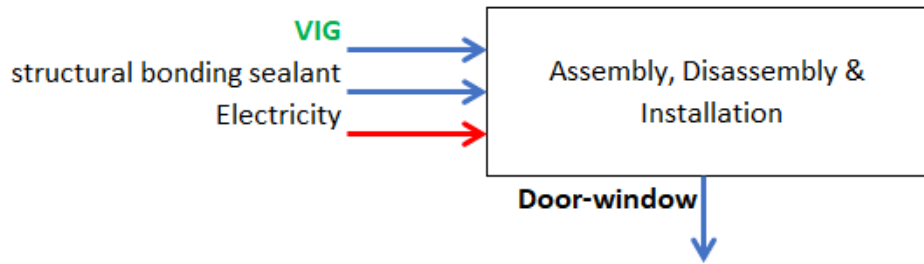 VIG
structural bonding sealant
Electricity
Assembly, Disassembly &
Installation
Door-window